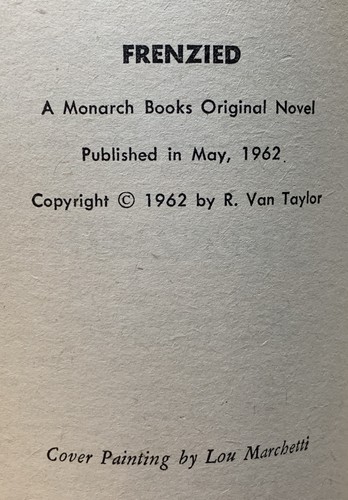 FRENZIED
A Monarch Books Original Novel
Published in May, 1962
Copyright © 1962 by R. Van Taylor
Cover Painting by Lou Marchetti